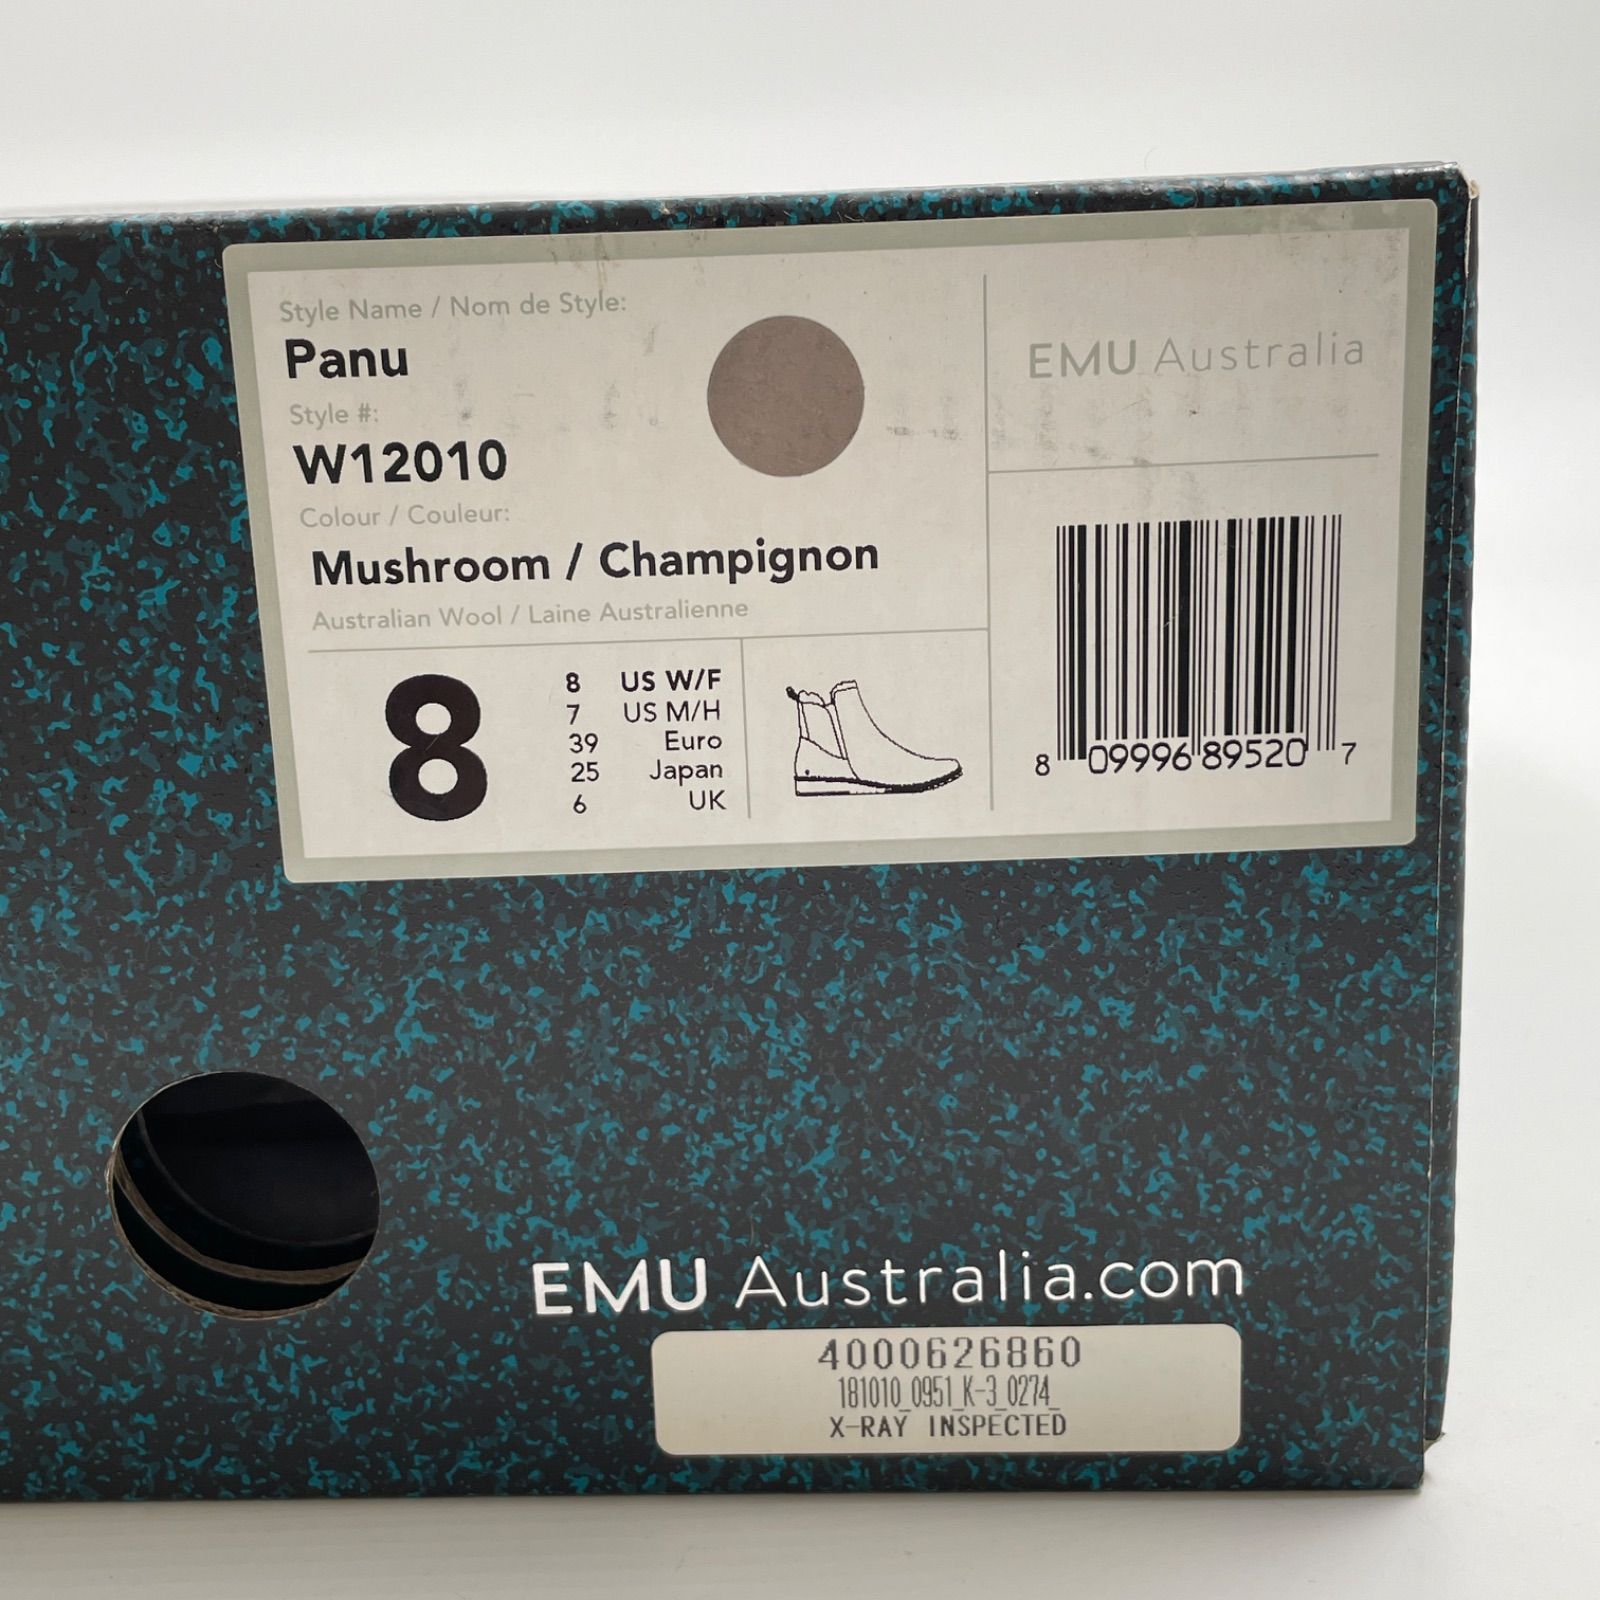 Style Name / Nom de Style:
Panu
Style #:
W12010
Colour / Couleur:
Mushroom / Champignon
Australian Wool / Laine Australienne
8
8 US W/F
7 US M/H
39 Euro
25 Japan
6 UK
EMU Australia
8 09996 89520 7
EMU Australia.com
4000626860
181010_0951_K-3_0274_
X-RAY INSPECTED